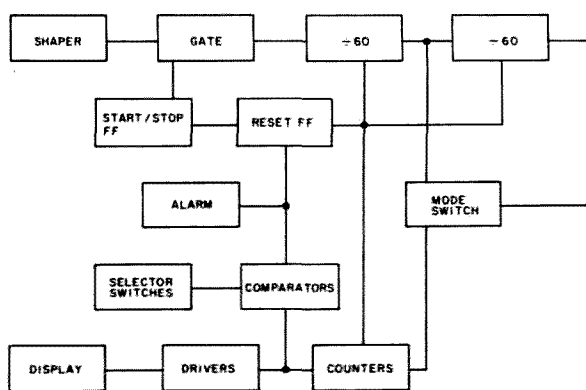 SHAPER
GATE
÷60
÷60
START/STOP
FF
RESET FF
ALARM
MODE
SWITCH
SELECTOR
SWITCHES
COMPARATORS
DISPLAY
DRIVERS
COUNTERS